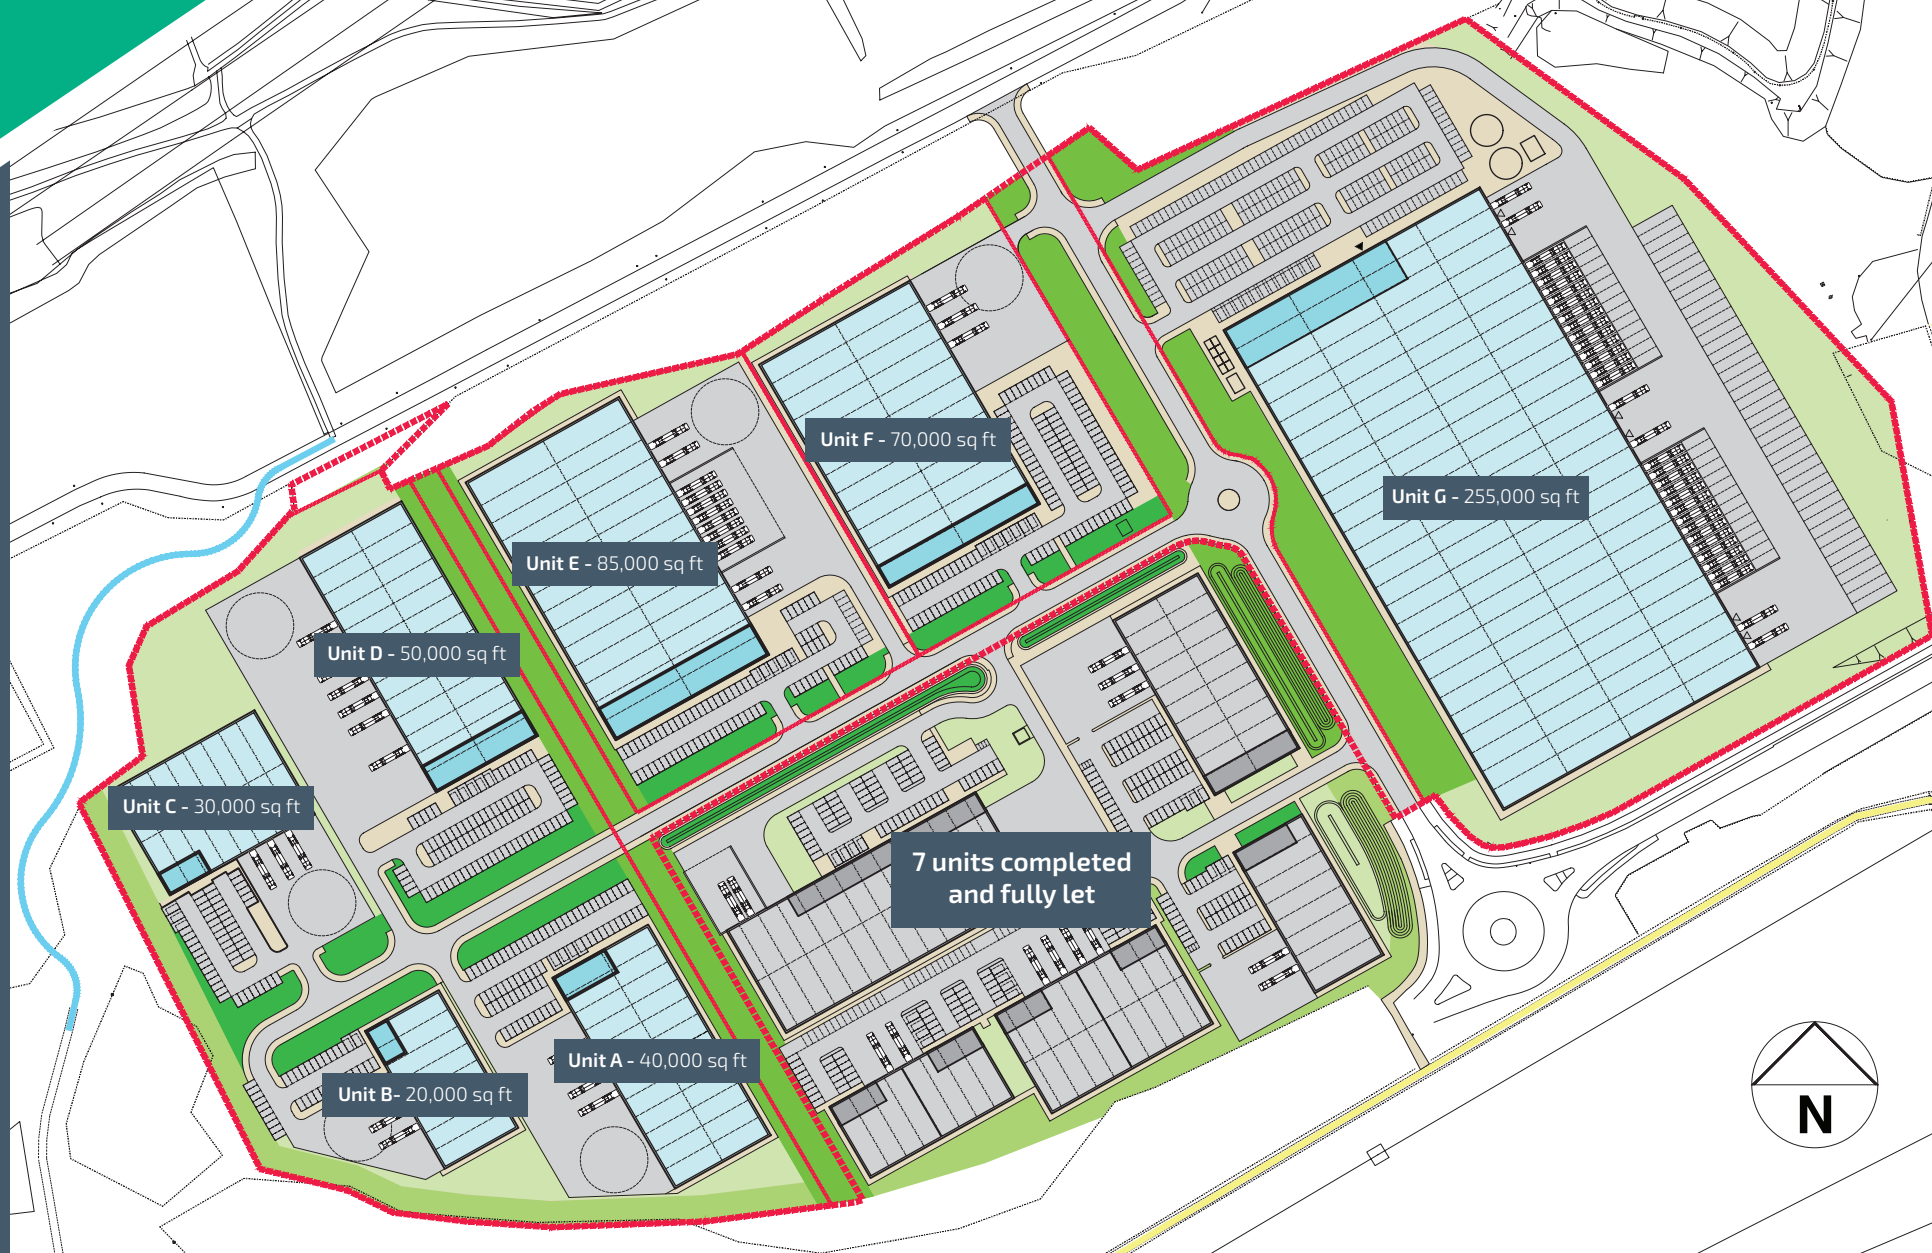 Unit F - 70,000 sq ft
Unit G - 255,000 sq ft
Unit E - 85,000 sq ft
Unit D - 50,000 sq ft
Unit C - 30,000 sq ft
7 units completed
and fully let
Unit A - 40,000 sq ft
Unit B- 20,000 sq ft
N